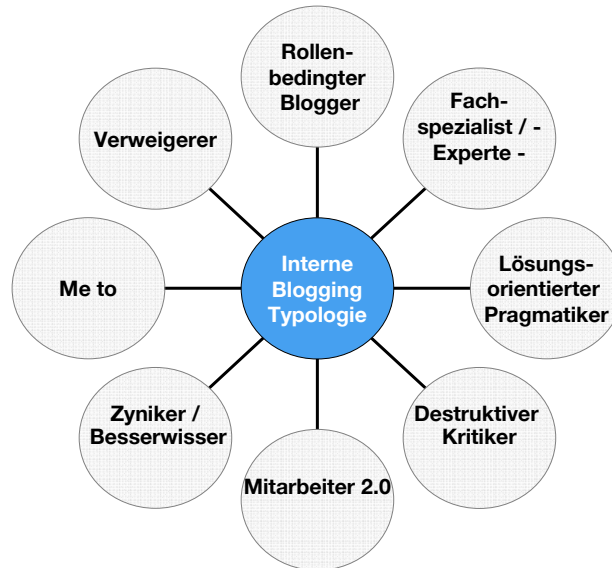 Rollen-
bedingter
Blogger
Fach-
spezialist / -
Experte -
Lösungs-
orientierter
Pragmatiker
Destruktiver
Kritiker
Mitarbeiter 2.0
Zyniker /
Besserwisser
Me to
Verweigerer
Interne
Blogging
Typologie